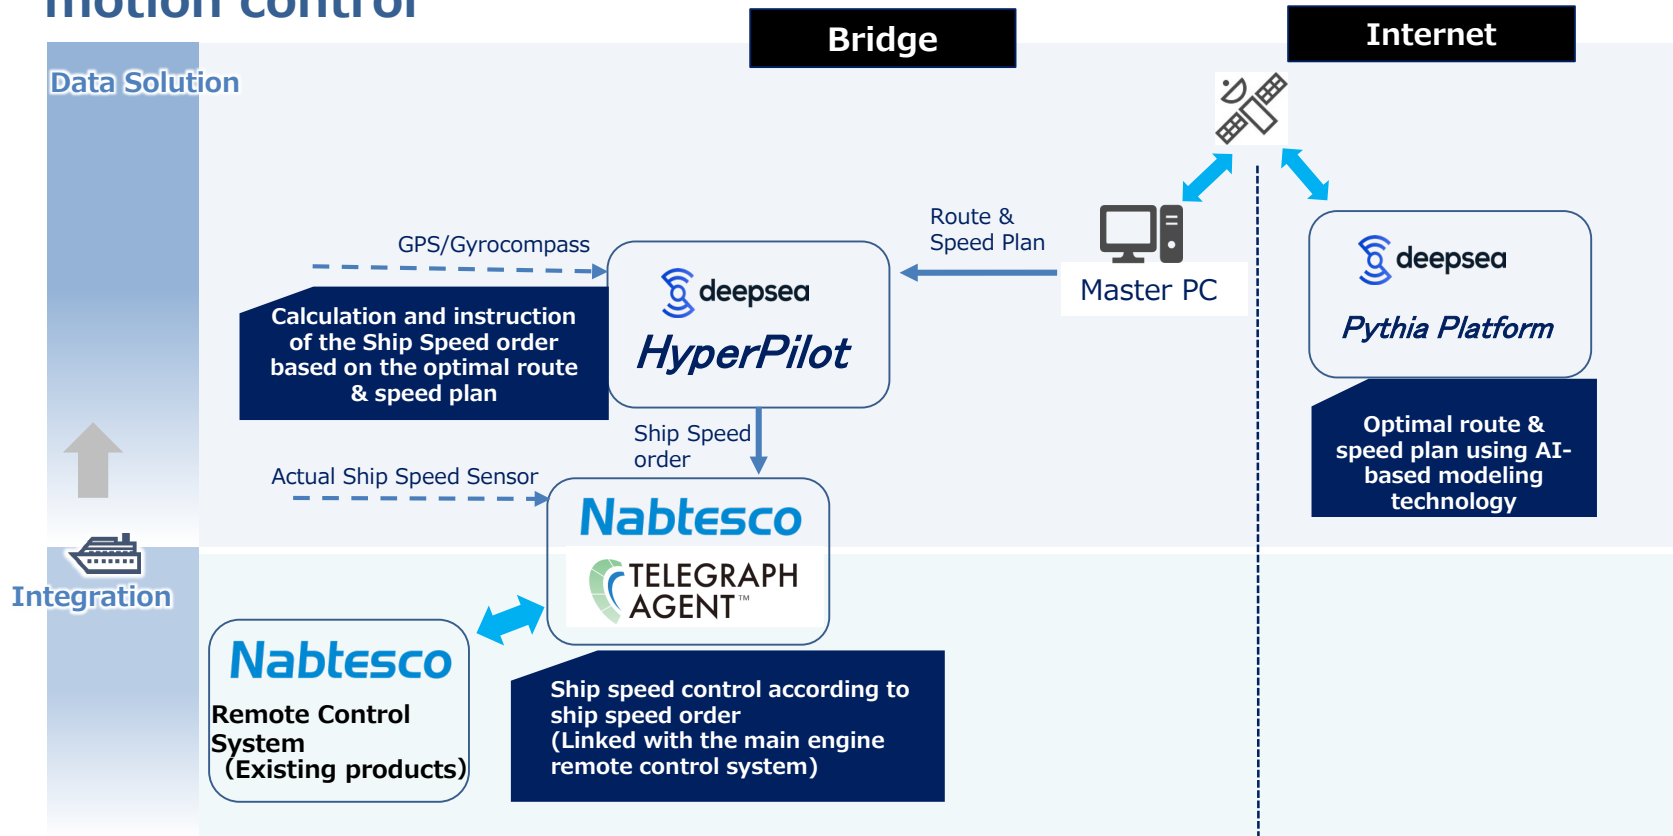 motion control
Bridge
Internet
Data Solution
Route &
Speed Plan
GPS/Gyrocompass
Master PC
deepsea
HyperPilot
deepsea
Pythia Platform
Calculation and instruction
of the Ship Speed order
based on the optimal route
& speed plan
Ship Speed
order
Optimal route &
speed plan using AI-
based modeling
technology
Actual Ship Speed Sensor
Nabtesco
TELEGRAPH
AGENT™
Integration
Nabtesco
Remote Control
System
(Existing products)
Ship speed control according to
ship speed order
(Linked with the main engine
remote control system)